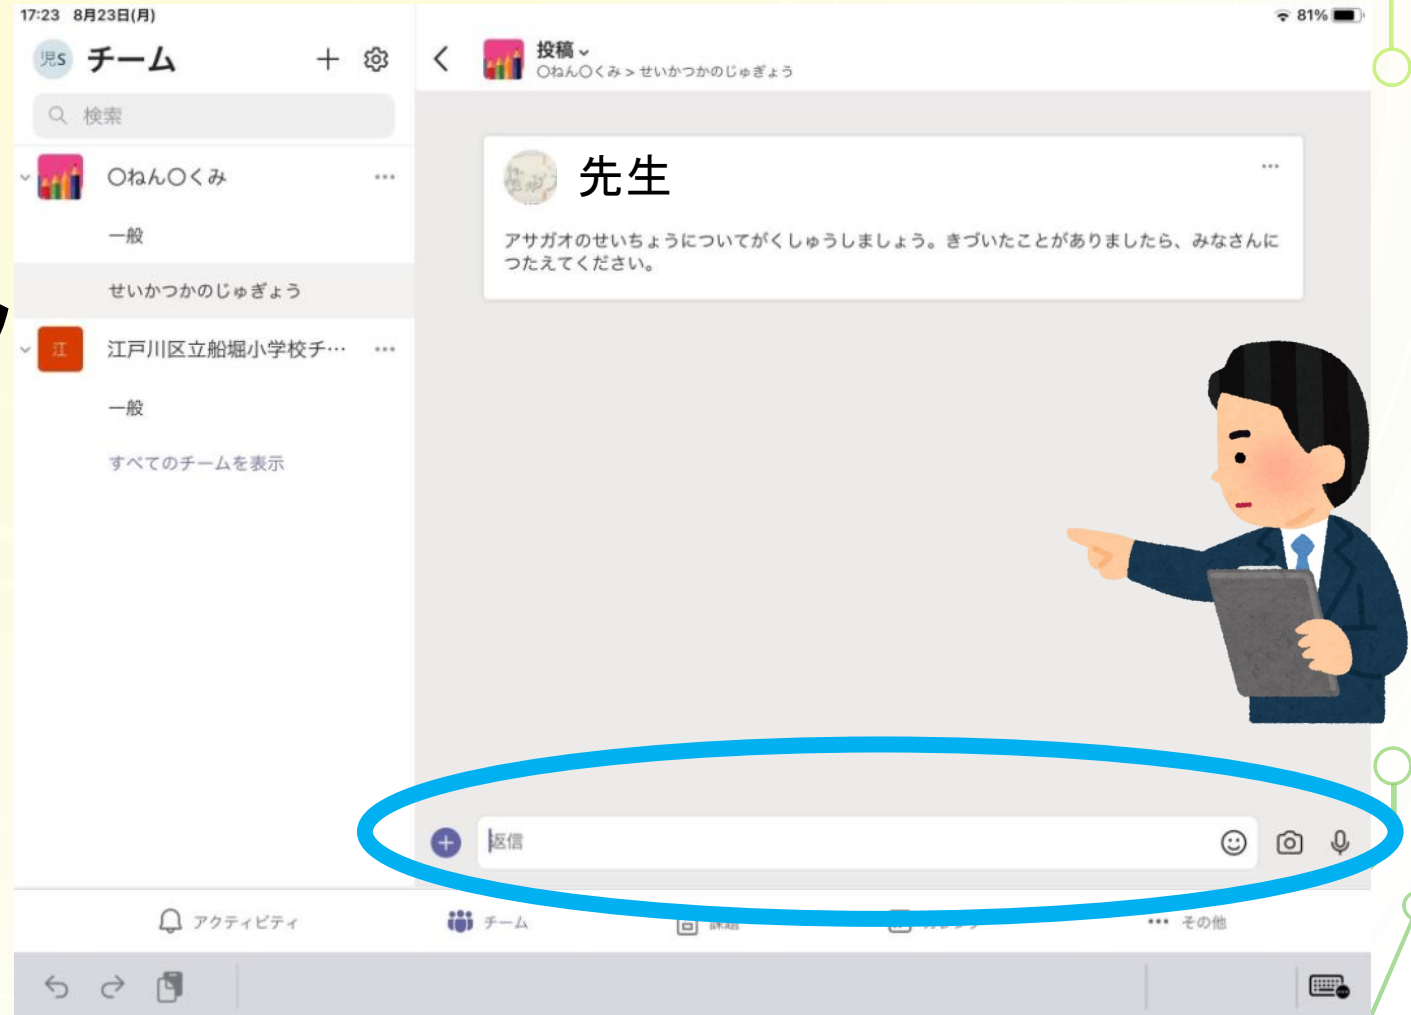 17:23 8月23日(月)
81%
児S チーム
検索
〇ねん〇くみ
一般
せいかつかのじゅぎょう
江 江戸川区立船堀小学校チ…
一般
すべてのチームを表示
投稿
〇ねん〇くみ > せいかつかのじゅぎょう
先生
アサガオのせいちょうについてがくしゅうしましょう。きづいたことがありましたら、みなさんに
つたえてください。
返信
アクティビティ
チーム
その他